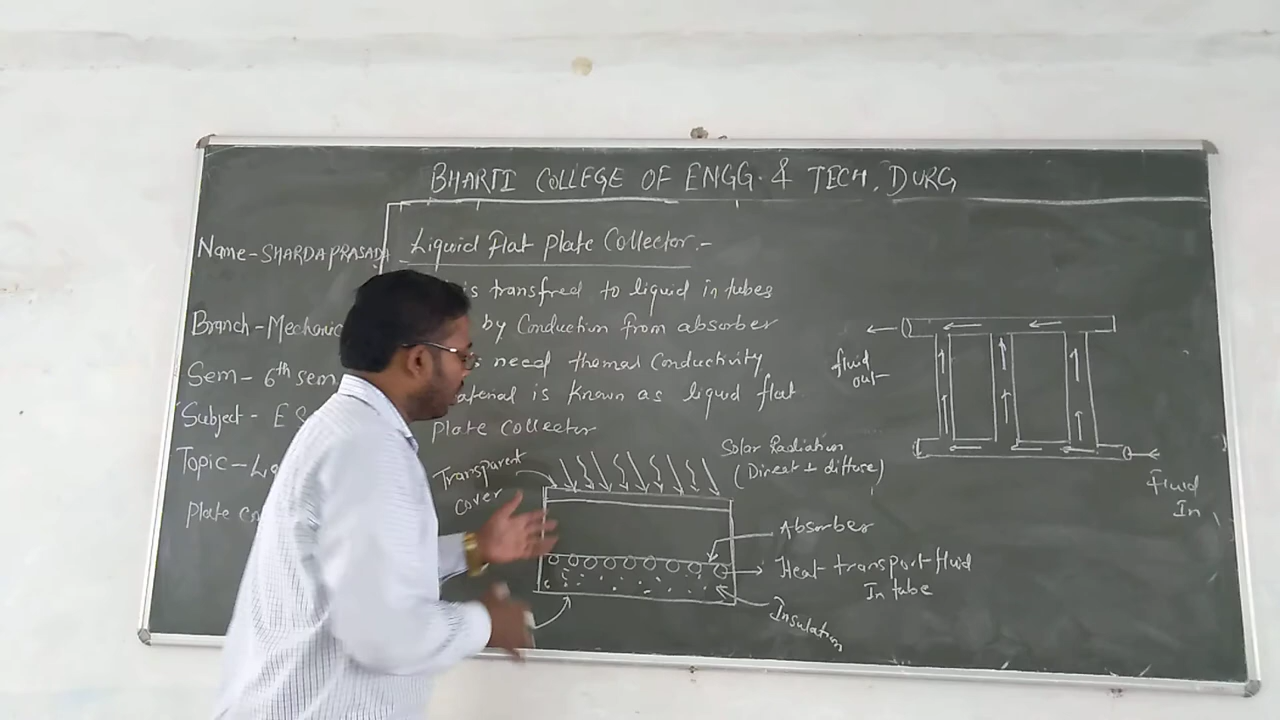 BHARTI COLLEGE OF ENGG. & TECH, DURG
Name - SHARDA PRASAD
Branch - Mechanic
Sem - 6th sem
Subject - E S
Topic -
Plate
Liquid Flat Plate Collector :-
is transfred to liquid in tubes
by Conduction from absorber
need thermal Conductivity
material is known as liquid flat
plate collector
Transparent
cover
Solar Radiation
(Direct + diffuse)
Absorber
Heat transport fluid
In tube
Insulation
fluid
out
Fluid
In